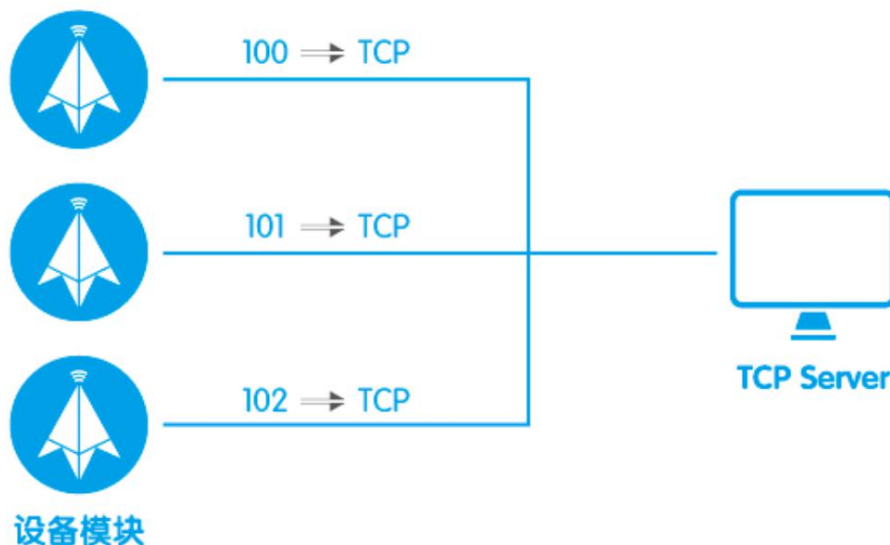 100 ⇒ TCP
101 ⇒ TCP
102 ⇒ TCP
TCP Server
设备模块